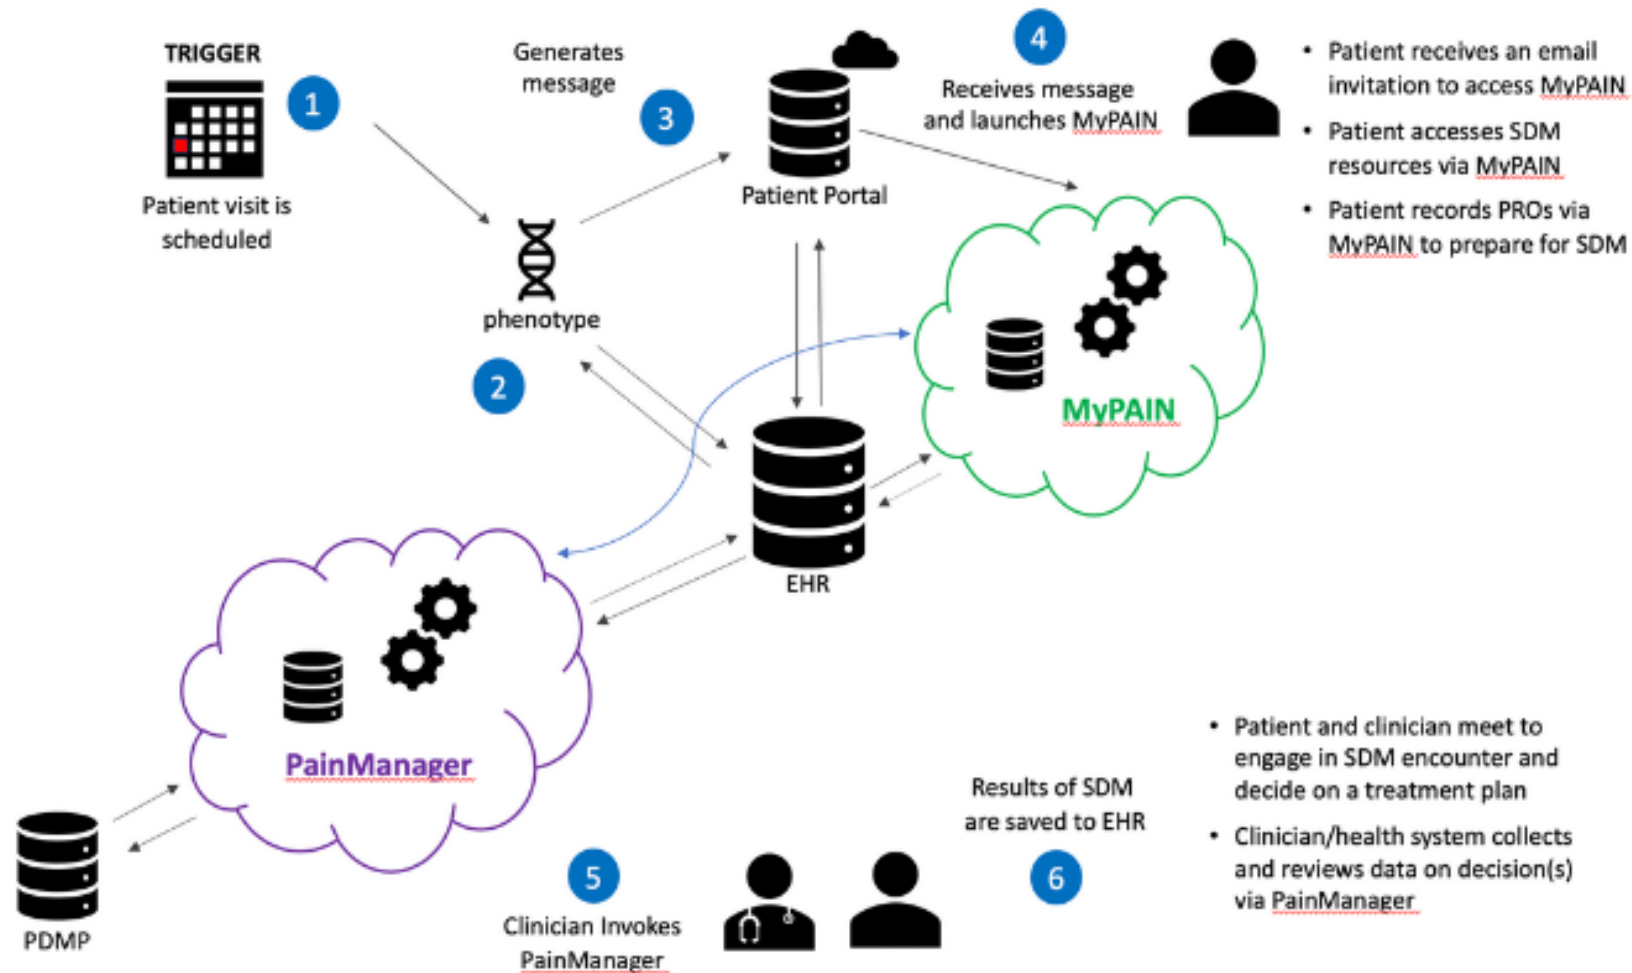 TRIGGER
1
Patient visit is
scheduled
Generates
message
3
Patient Portal
4
Receives message
and launches MyPAIN
• Patient receives an email
invitation to access MyPAIN
• Patient accesses SDM
resources via MyPAIN
• Patient records PROs via
MyPAIN to prepare for SDM
phenotype
2
MyPAIN
EHR
PainManager
PDMP
5
Clinician Invokes
PainManager
Results of SDM
are saved to EHR
6
• Patient and clinician meet to
engage in SDM encounter and
decide on a treatment plan
• Clinician/health system collects
and reviews data on decision(s)
via PainManager